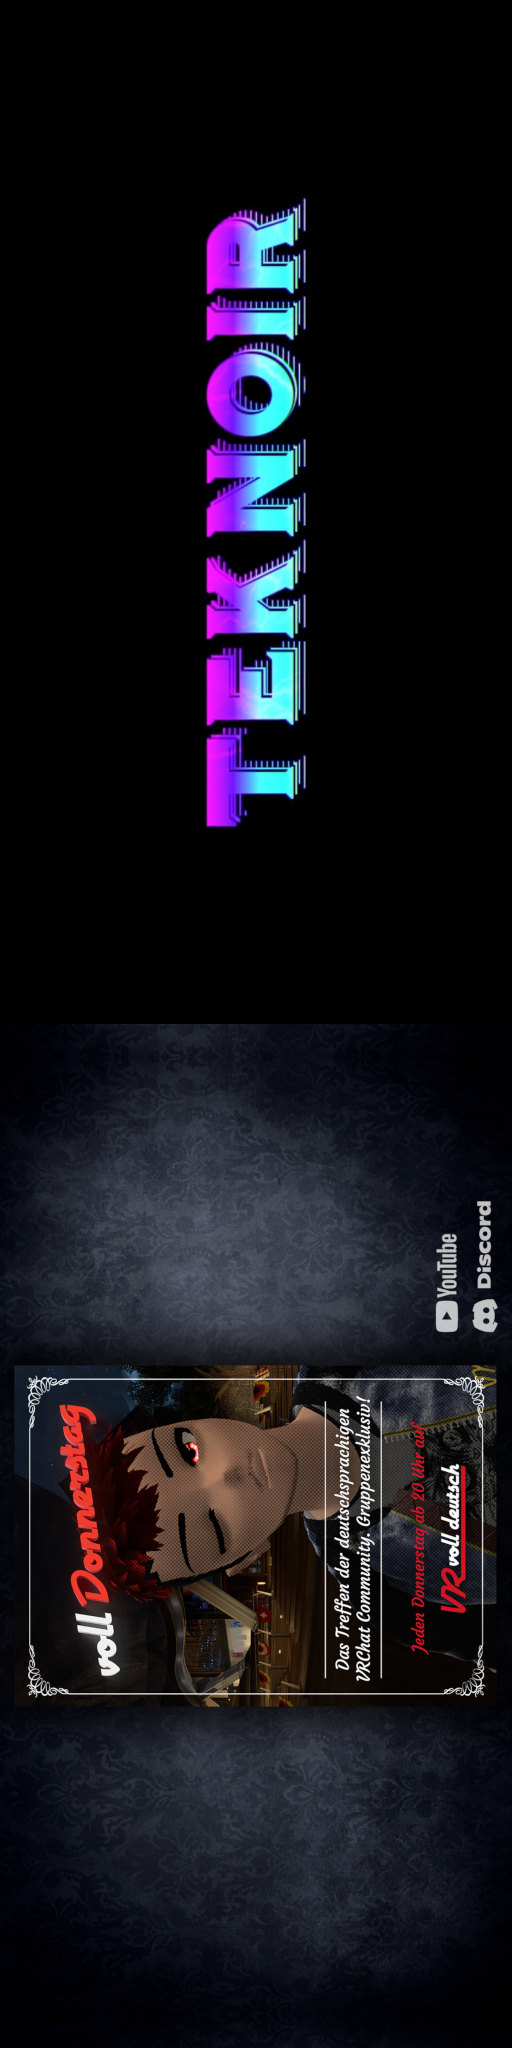 TEKNOIR
voll Donnerstag
Das Treffen der deutschsprachigen
VRChat Community. Gruppenexklusiv!
Jeden Donnerstag ab 20 Uhr auf
VR voll deutsch
YouTube
Discord